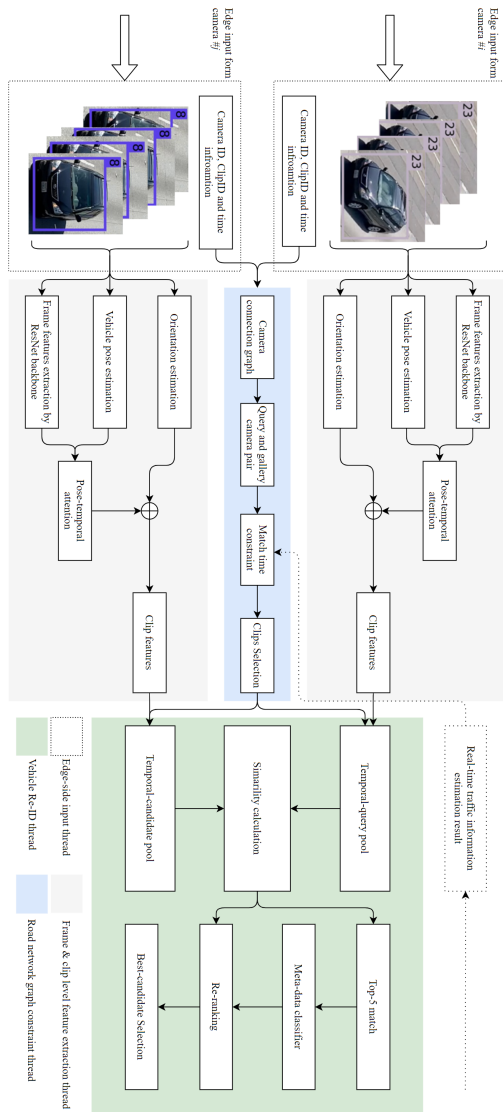 Edge input form
camera #i
23
23
23
23
Camera ID, ClipID and time
infroamtion
Edge input form
camera #j
Camera ID, ClipID and time
infroamtion
8
8
8
8
Frame features extraction by
ResNet backbone
Vehicle pose estimation
Orientation estimation
Pose-temporal
attention
Clip features
Camera
connection graph
Query and gallery
camera pair
Match time
constraint
Clips Selection
Orientation estimation
Vehicle pose estimation
Frame features extraction by
ResNet backbone
Pose-temporal
attention
Clip features
Real-time traffic information
estimation result
Temporal-query pool
Simarility calculation
Temporal-candidate pool
Top-5 match
Meta-data classifier
Re-ranking
Best-candidate Selection
Edge-side input thread
Frame & clip level feature extraction thread
Vehicle Re-ID thread
Road network graph constraint thread